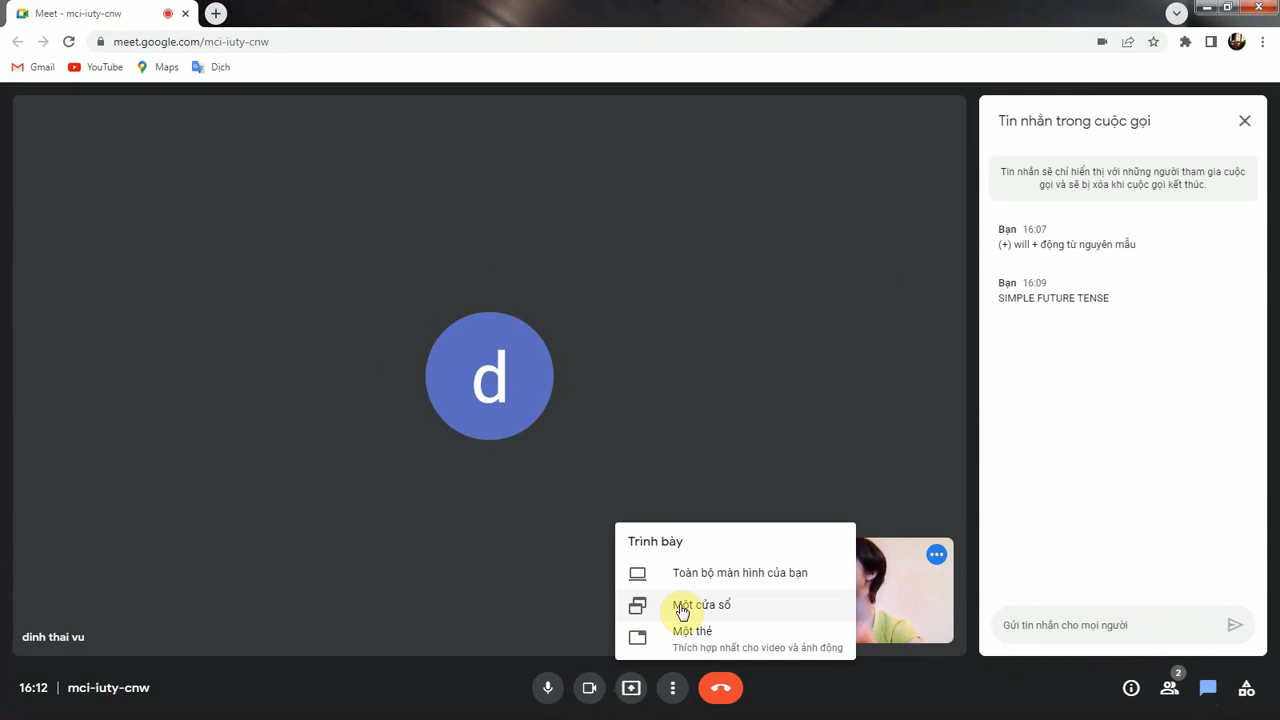 Meet - mci-iuty-cnw
meet.google.com/mci-iuty-cnw
Gmail YouTube Maps Dịch
d
dinh thai vu
Tin nhắn trong cuộc gọi
Tin nhắn sẽ chỉ hiển thị với những người tham gia cuộc
gọi và sẽ bị xóa khi cuộc gọi kết thúc.
Bạn 16:07
(+) will + động từ nguyên mẫu
Bạn 16:09
SIMPLE FUTURE TENSE
Gửi tin nhắn cho mọi người
Trình bày
Toàn bộ màn hình của bạn
Một cửa sổ
Một thẻ
Thích hợp nhất cho video và ảnh động
16:12 | mci-iuty-cnw
2